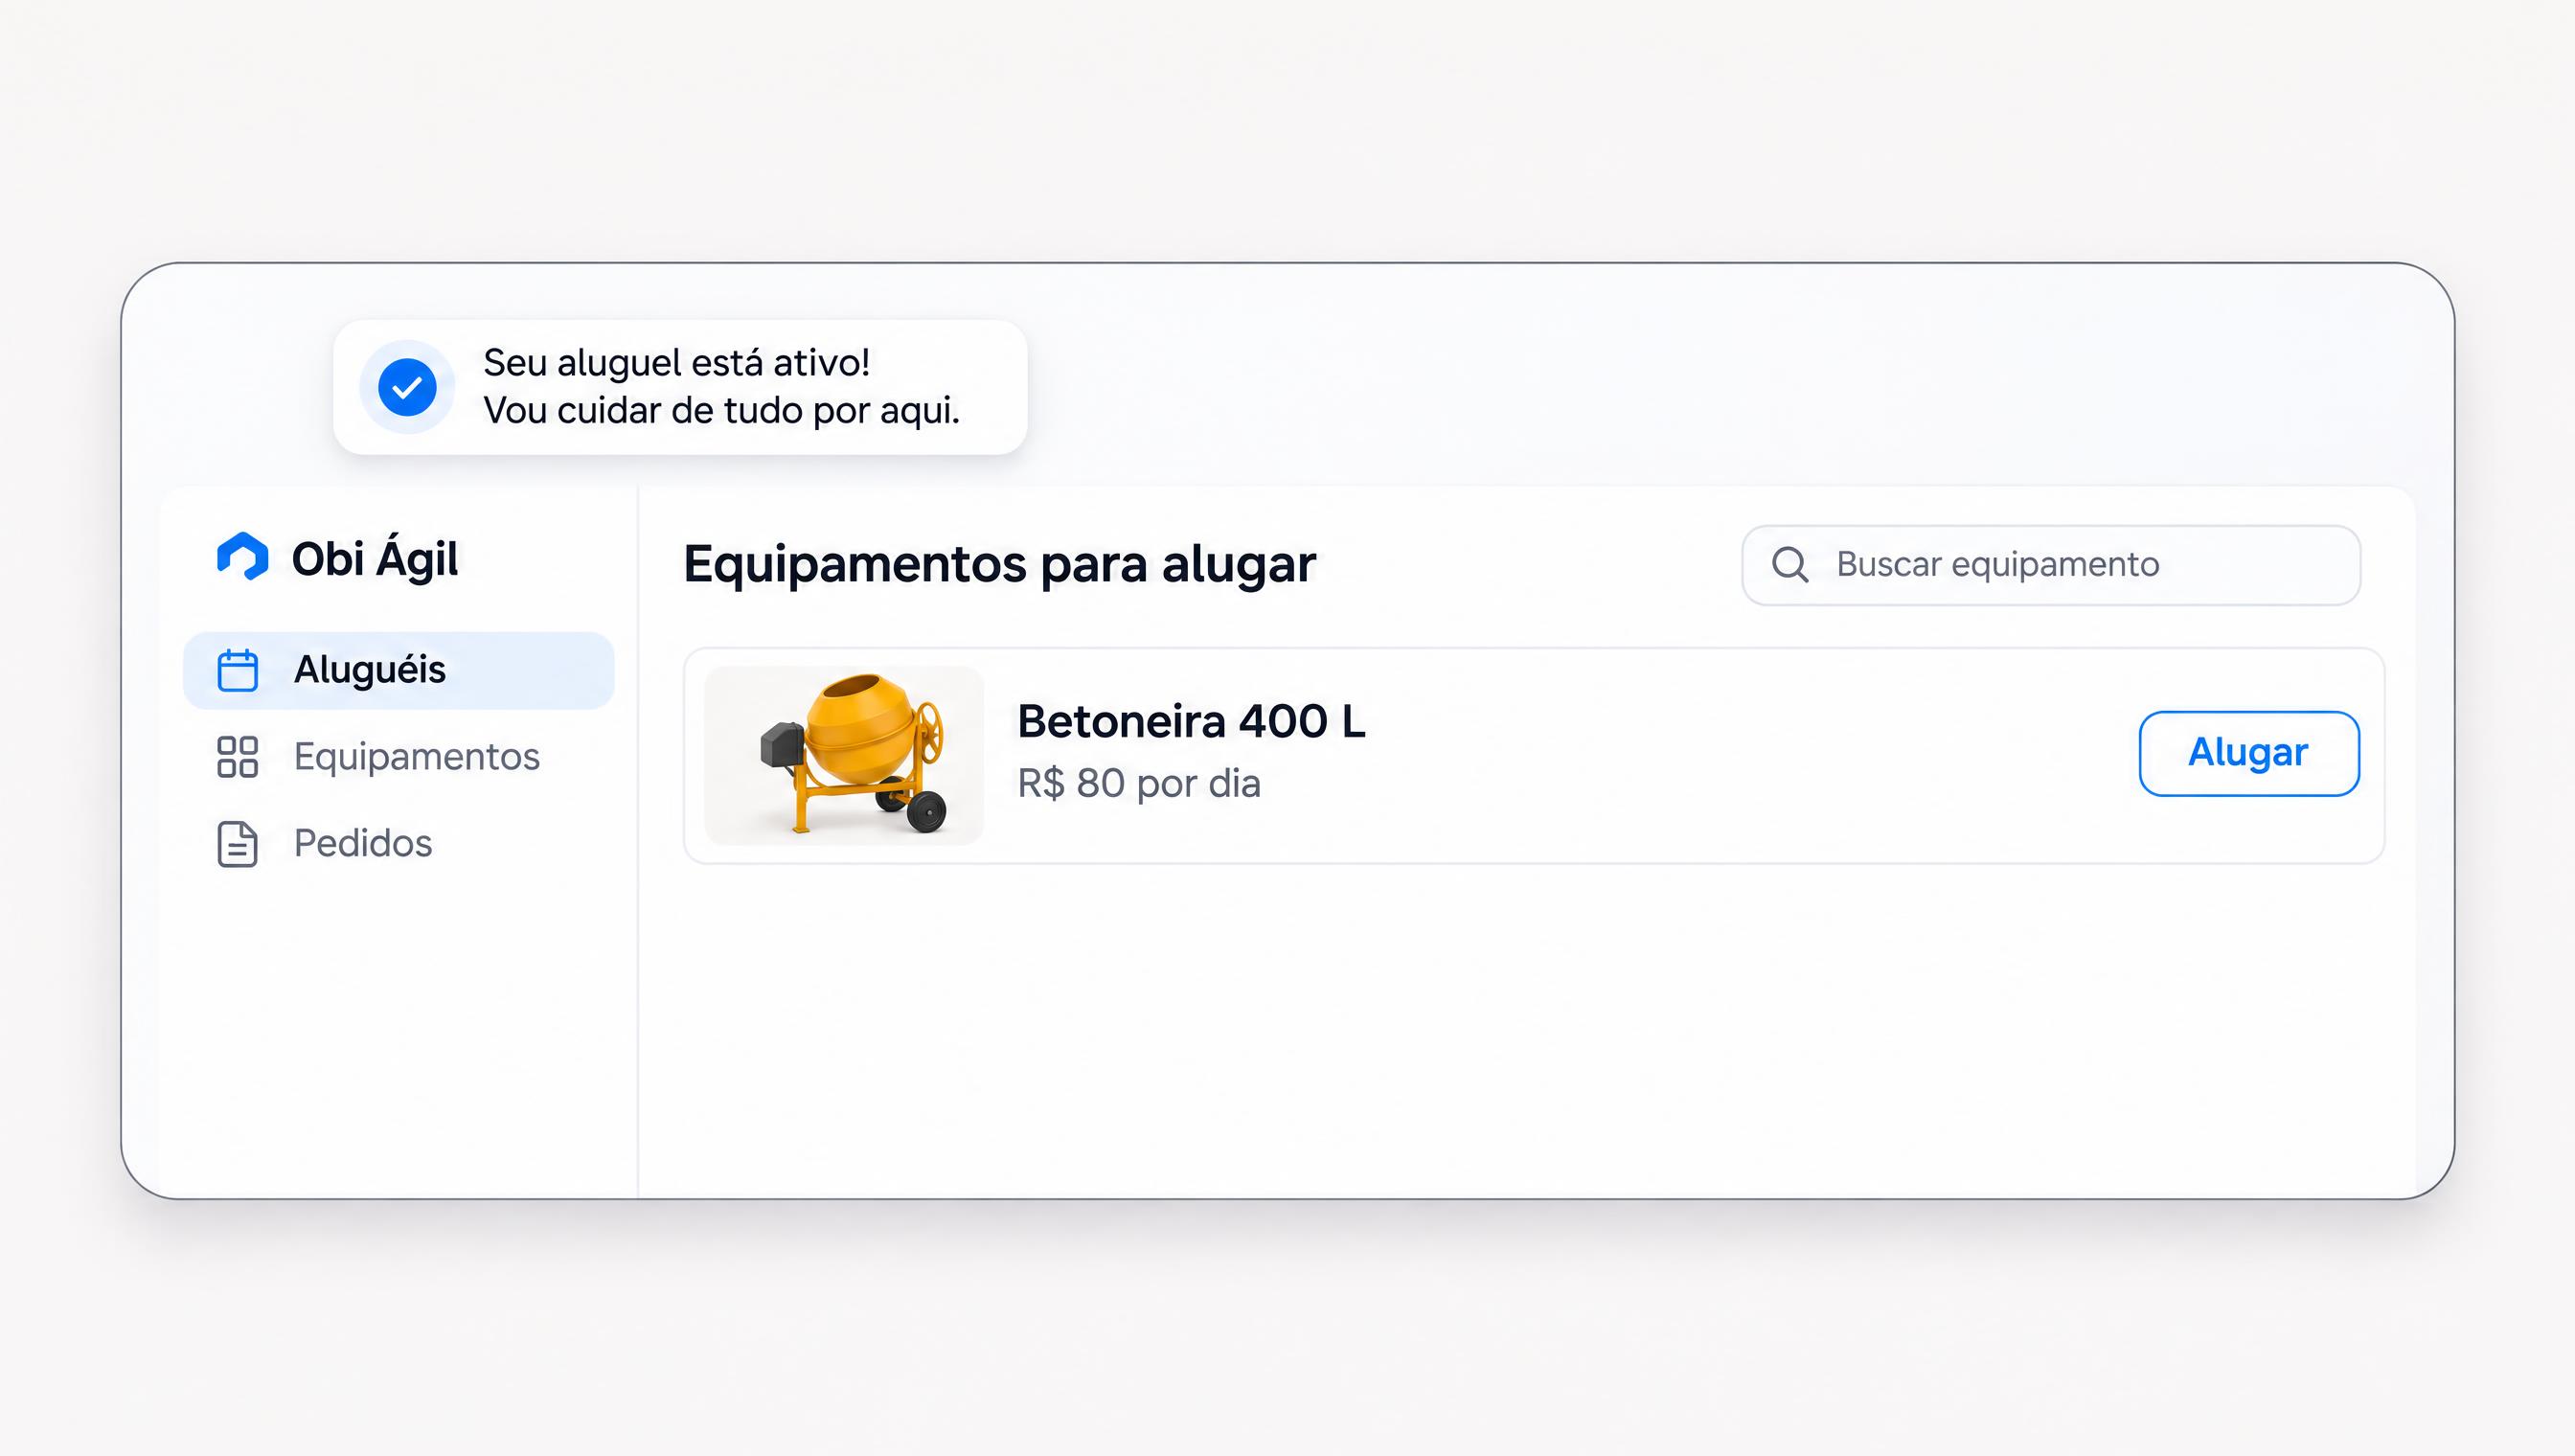 Seu aluguel está ativo!
Vou cuidar de tudo por aqui.
Obi Ágil
Aluguéis
Equipamentos
Pedidos
Equipamentos para alugar
Buscar equipamento
Betoneira 400 L
R$ 80 por dia
Alugar